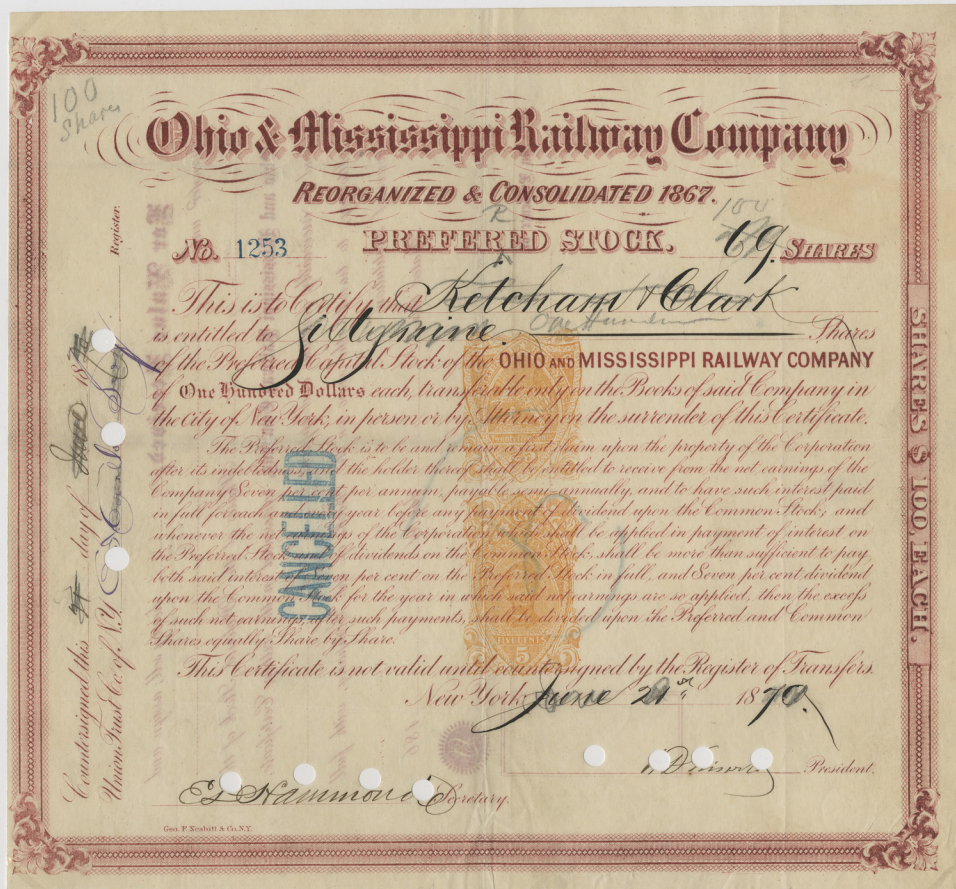 100
Shares
Ohio & Mississippi Railway Company
REORGANIZED & CONSOLIDATED 1867.
R
100
No. 1253 PREFERED STOCK. 69. SHARES
This is to Certify that Ketcham & Clark
is entitled to Sixty nine. One Hundred Shares
of the Preferred Capital Stock of the OHIO AND MISSISSIPPI RAILWAY COMPANY
of One Hundred Dollars each, transferable only on the Books of said Company in
the City of New York, in person or by Attorney on the surrender of this Certificate.
The Preferred Stock is to be and remain a first claim upon the property of the Corporation
after its indebtedness, and the holder thereof shall be entitled to receive from the net earnings of the
Company Seven per cent per annum, payable semi-annually, and to have such interest paid
in full for each and every year before any payment of dividend upon the Common Stock; and
whenever the net earnings of the Corporation which shall be applied in payment of interest on
the Preferred Stock and of dividends on the Common Stock, shall be more than sufficient to pay
both said interest of Seven per cent on the Preferred Stock in full, and Seven per cent dividend
upon the Common Stock for the year in which said net earnings are so applied, then the excess
of such net earnings after such payments, shall be divided upon the Preferred and Common
Shares equally Share by Share.
This Certificate is not valid until countersigned by the Register of Transfers.
New York, June 21st 1870.
President.
E S Hammond Secretary.
Geo. F. Nesbitt & Co. N.Y.
CANCELLED
FIVE CENTS
5
Countersigned this day of June 18
Union Trust Co. of N.Y. Register.
SHARES $100 EACH.